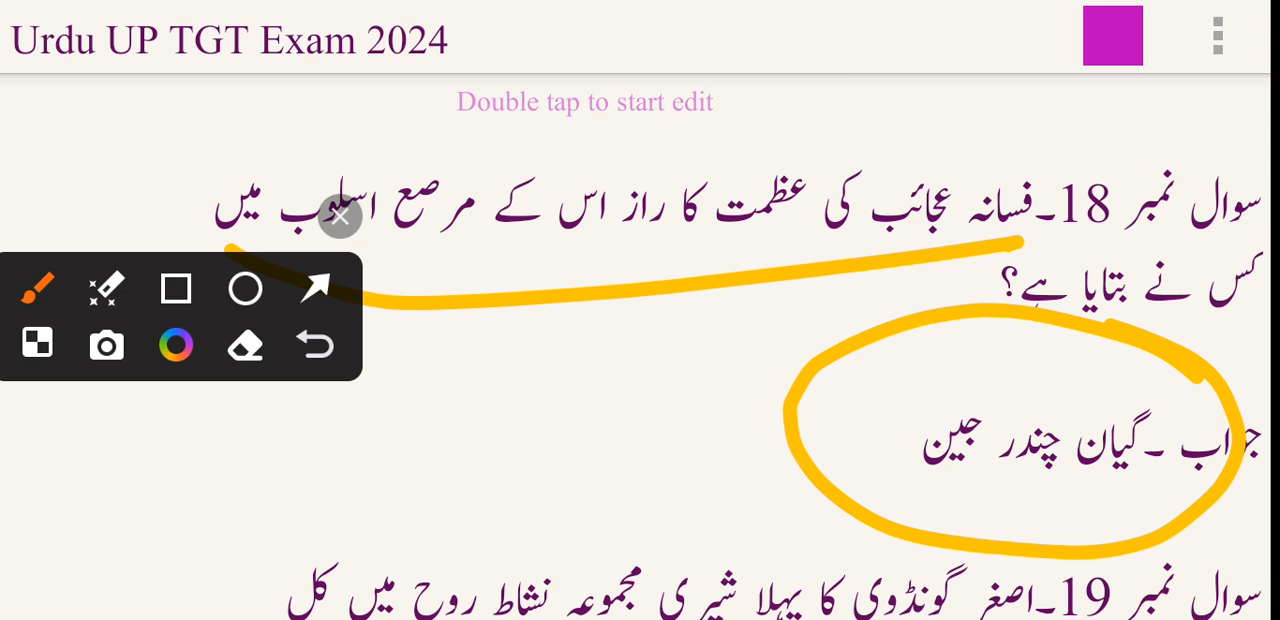 Urdu UP TGT Exam 2024
Double tap to start edit
سوال نمبر 18۔فسانہ عجائب کی عظمت کا راز اس کے مرصع اسلوب میں
کس نے بتایا ہے؟
جواب ۔گیان چندر جین
سوال نمبر 19۔اصغر گونڈوی کا پہلا شیری مجموعہ نشاط روح میں کل